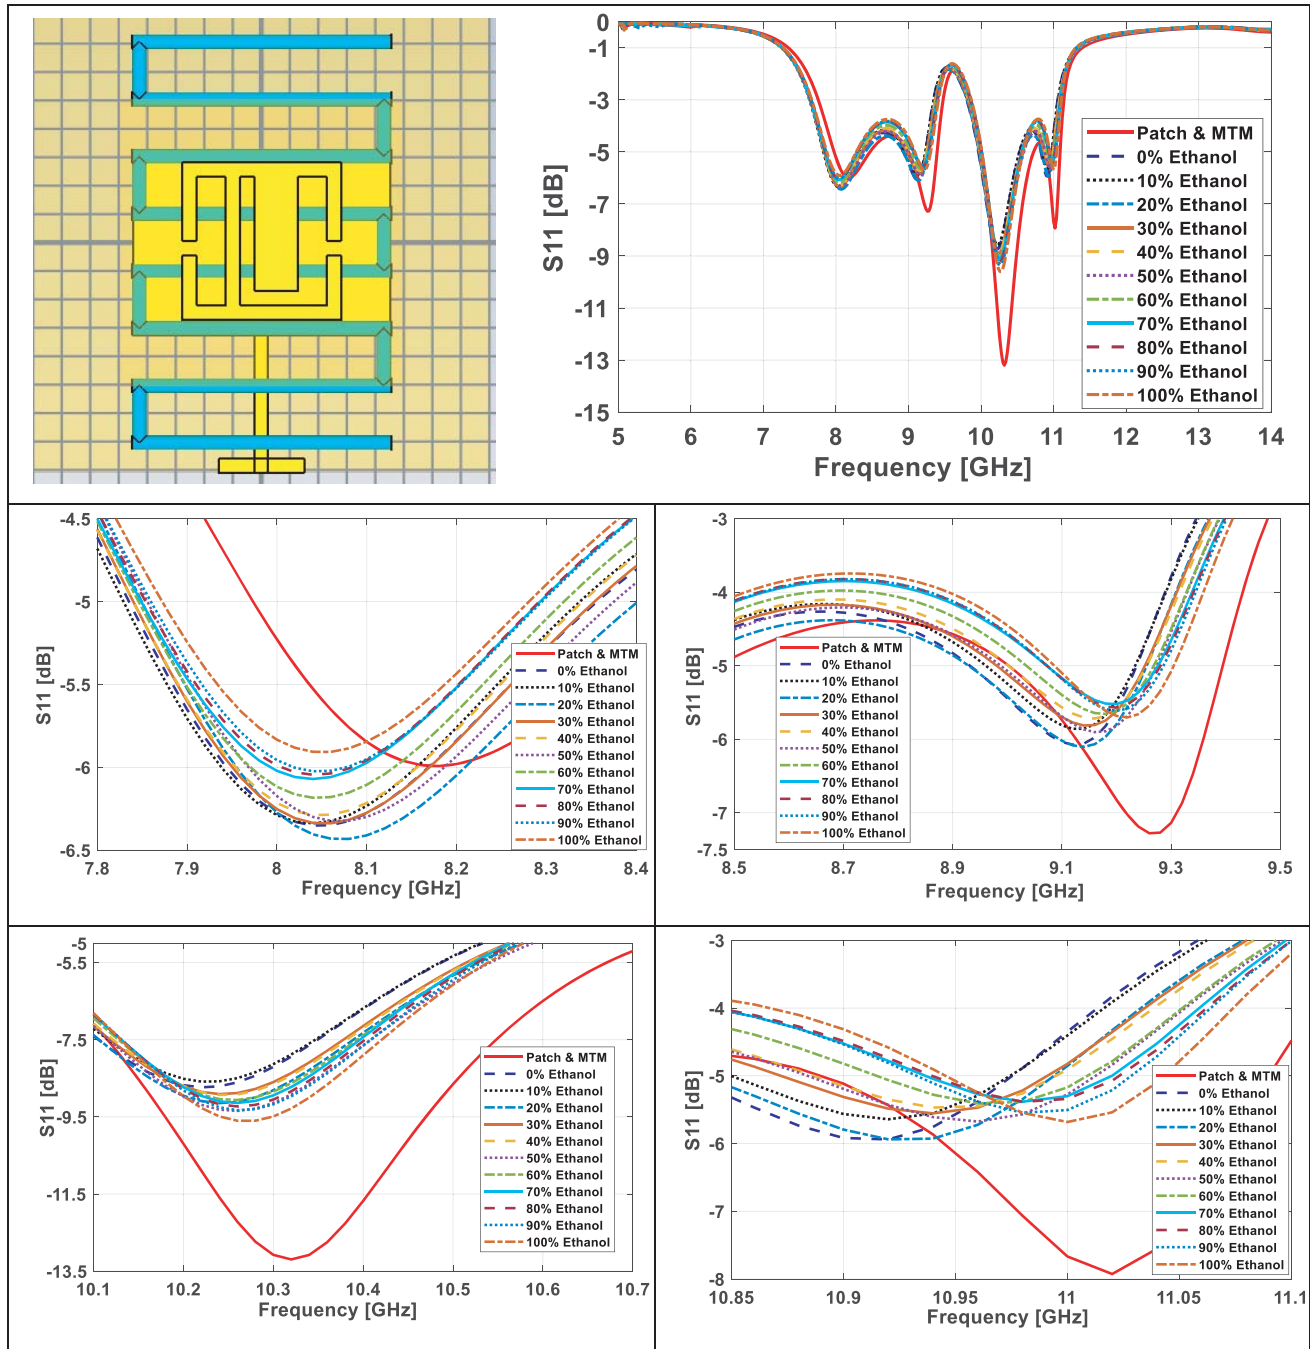 0
-1
-3
-5
-7
-9
-11
-13
-15
S11 [dB]
5 6 7 8 9 10 11 12 13 14
Frequency [GHz]
Patch & MTM
0% Ethanol
10% Ethanol
20% Ethanol
30% Ethanol
40% Ethanol
50% Ethanol
60% Ethanol
70% Ethanol
80% Ethanol
90% Ethanol
100% Ethanol
-4.5
-5
-5.5
-6
-6.5
S11 [dB]
7.8 7.9 8 8.1 8.2 8.3 8.4
Frequency [GHz]
Patch & MTM
0% Ethanol
10% Ethanol
20% Ethanol
30% Ethanol
40% Ethanol
50% Ethanol
60% Ethanol
70% Ethanol
80% Ethanol
90% Ethanol
100% Ethanol
-3
-4
-5
-6
-7
-7.5
S11 [dB]
8.5 8.7 8.9 9.1 9.3 9.5
Frequency [GHz]
Patch & MTM
0% Ethanol
10% Ethanol
20% Ethanol
30% Ethanol
40% Ethanol
50% Ethanol
60% Ethanol
70% Ethanol
80% Ethanol
90% Ethanol
100% Ethanol
-5
-5.5
-7.5
-9.5
-11.5
-13.5
S11 [dB]
10.1 10.2 10.3 10.4 10.5 10.6 10.7
Frequency [GHz]
Patch & MTM
0% Ethanol
10% Ethanol
20% Ethanol
30% Ethanol
40% Ethanol
50% Ethanol
60% Ethanol
70% Ethanol
80% Ethanol
90% Ethanol
100% Ethanol
-3
-4
-5
-6
-7
-8
S11 [dB]
10.85 10.9 10.95 11 11.05 11.1
Frequency [GHz]
Patch & MTM
0% Ethanol
10% Ethanol
20% Ethanol
30% Ethanol
40% Ethanol
50% Ethanol
60% Ethanol
70% Ethanol
80% Ethanol
90% Ethanol
100% Ethanol